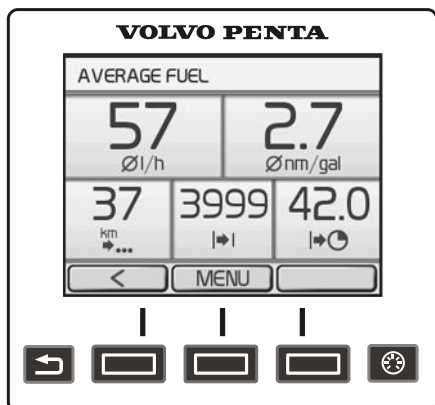 VOLVO PENTA
AVERAGE FUEL
57 2.7
Øl/h Ønm/gal
37 3999 42.0
km
...
< MENU